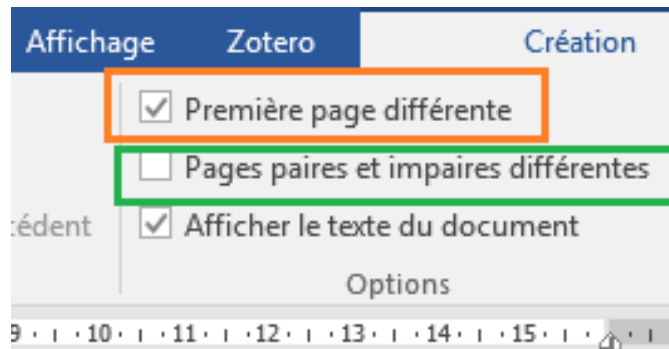 Affichage Zotero Création
Première page différente
Pages paires et impaires différentes
cédent Afficher le texte du document
Options
9 10 11 12 13 14 15